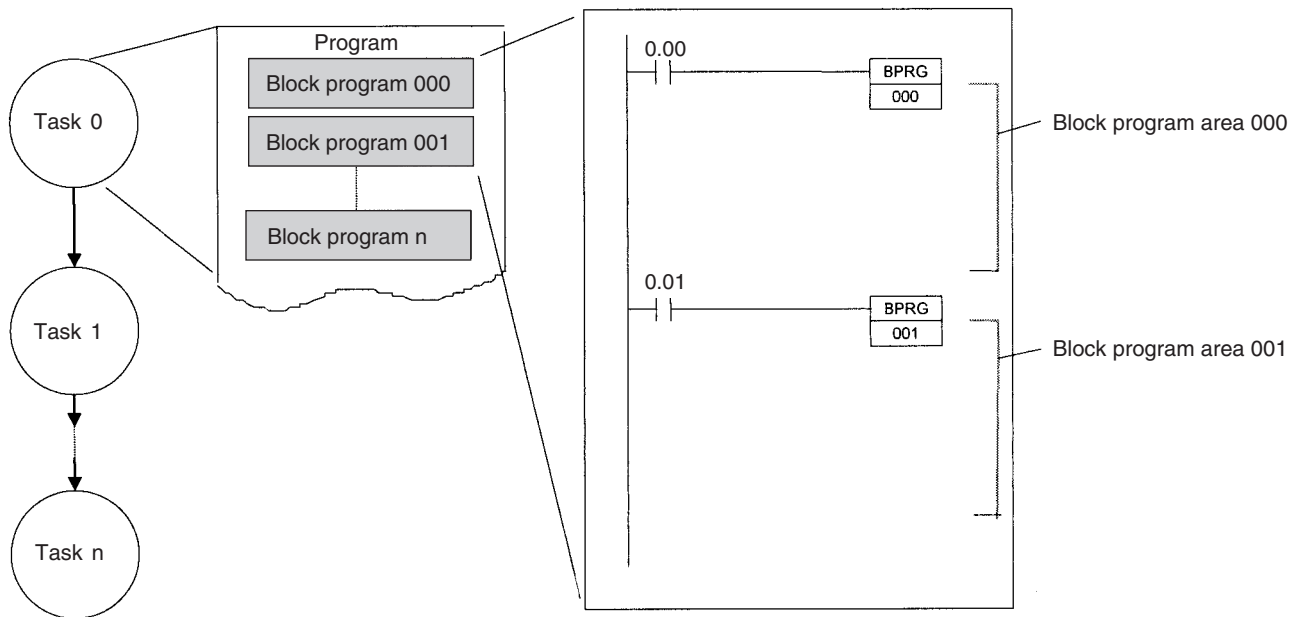 Task 0
Task 1
Task n
Program
Block program 000
Block program 001
Block program n
0.00
BPRG
000
Block program area 000
0.01
BPRG
001
Block program area 001